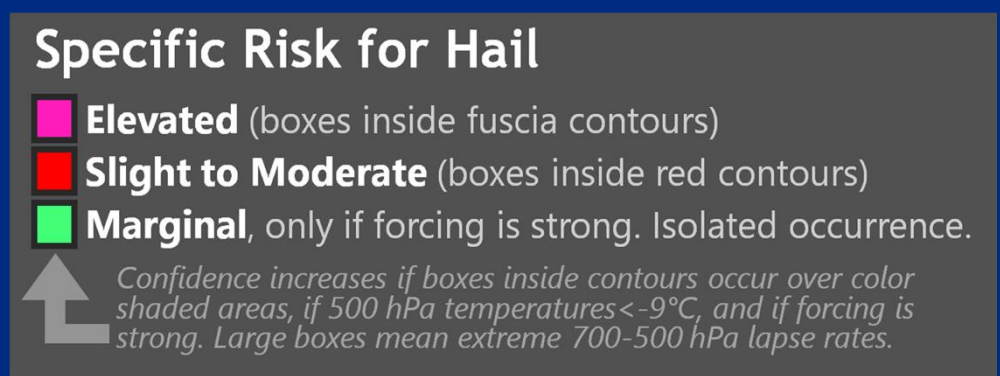 Specific Risk for Hail
Elevated (boxes inside fuscia contours)
Slight to Moderate (boxes inside red contours)
Marginal, only if forcing is strong. Isolated occurrence.
Confidence increases if boxes inside contours occur over color
shaded areas, if 500 hPa temperatures<-9°C, and if forcing is
strong. Large boxes mean extreme 700-500 hPa lapse rates.